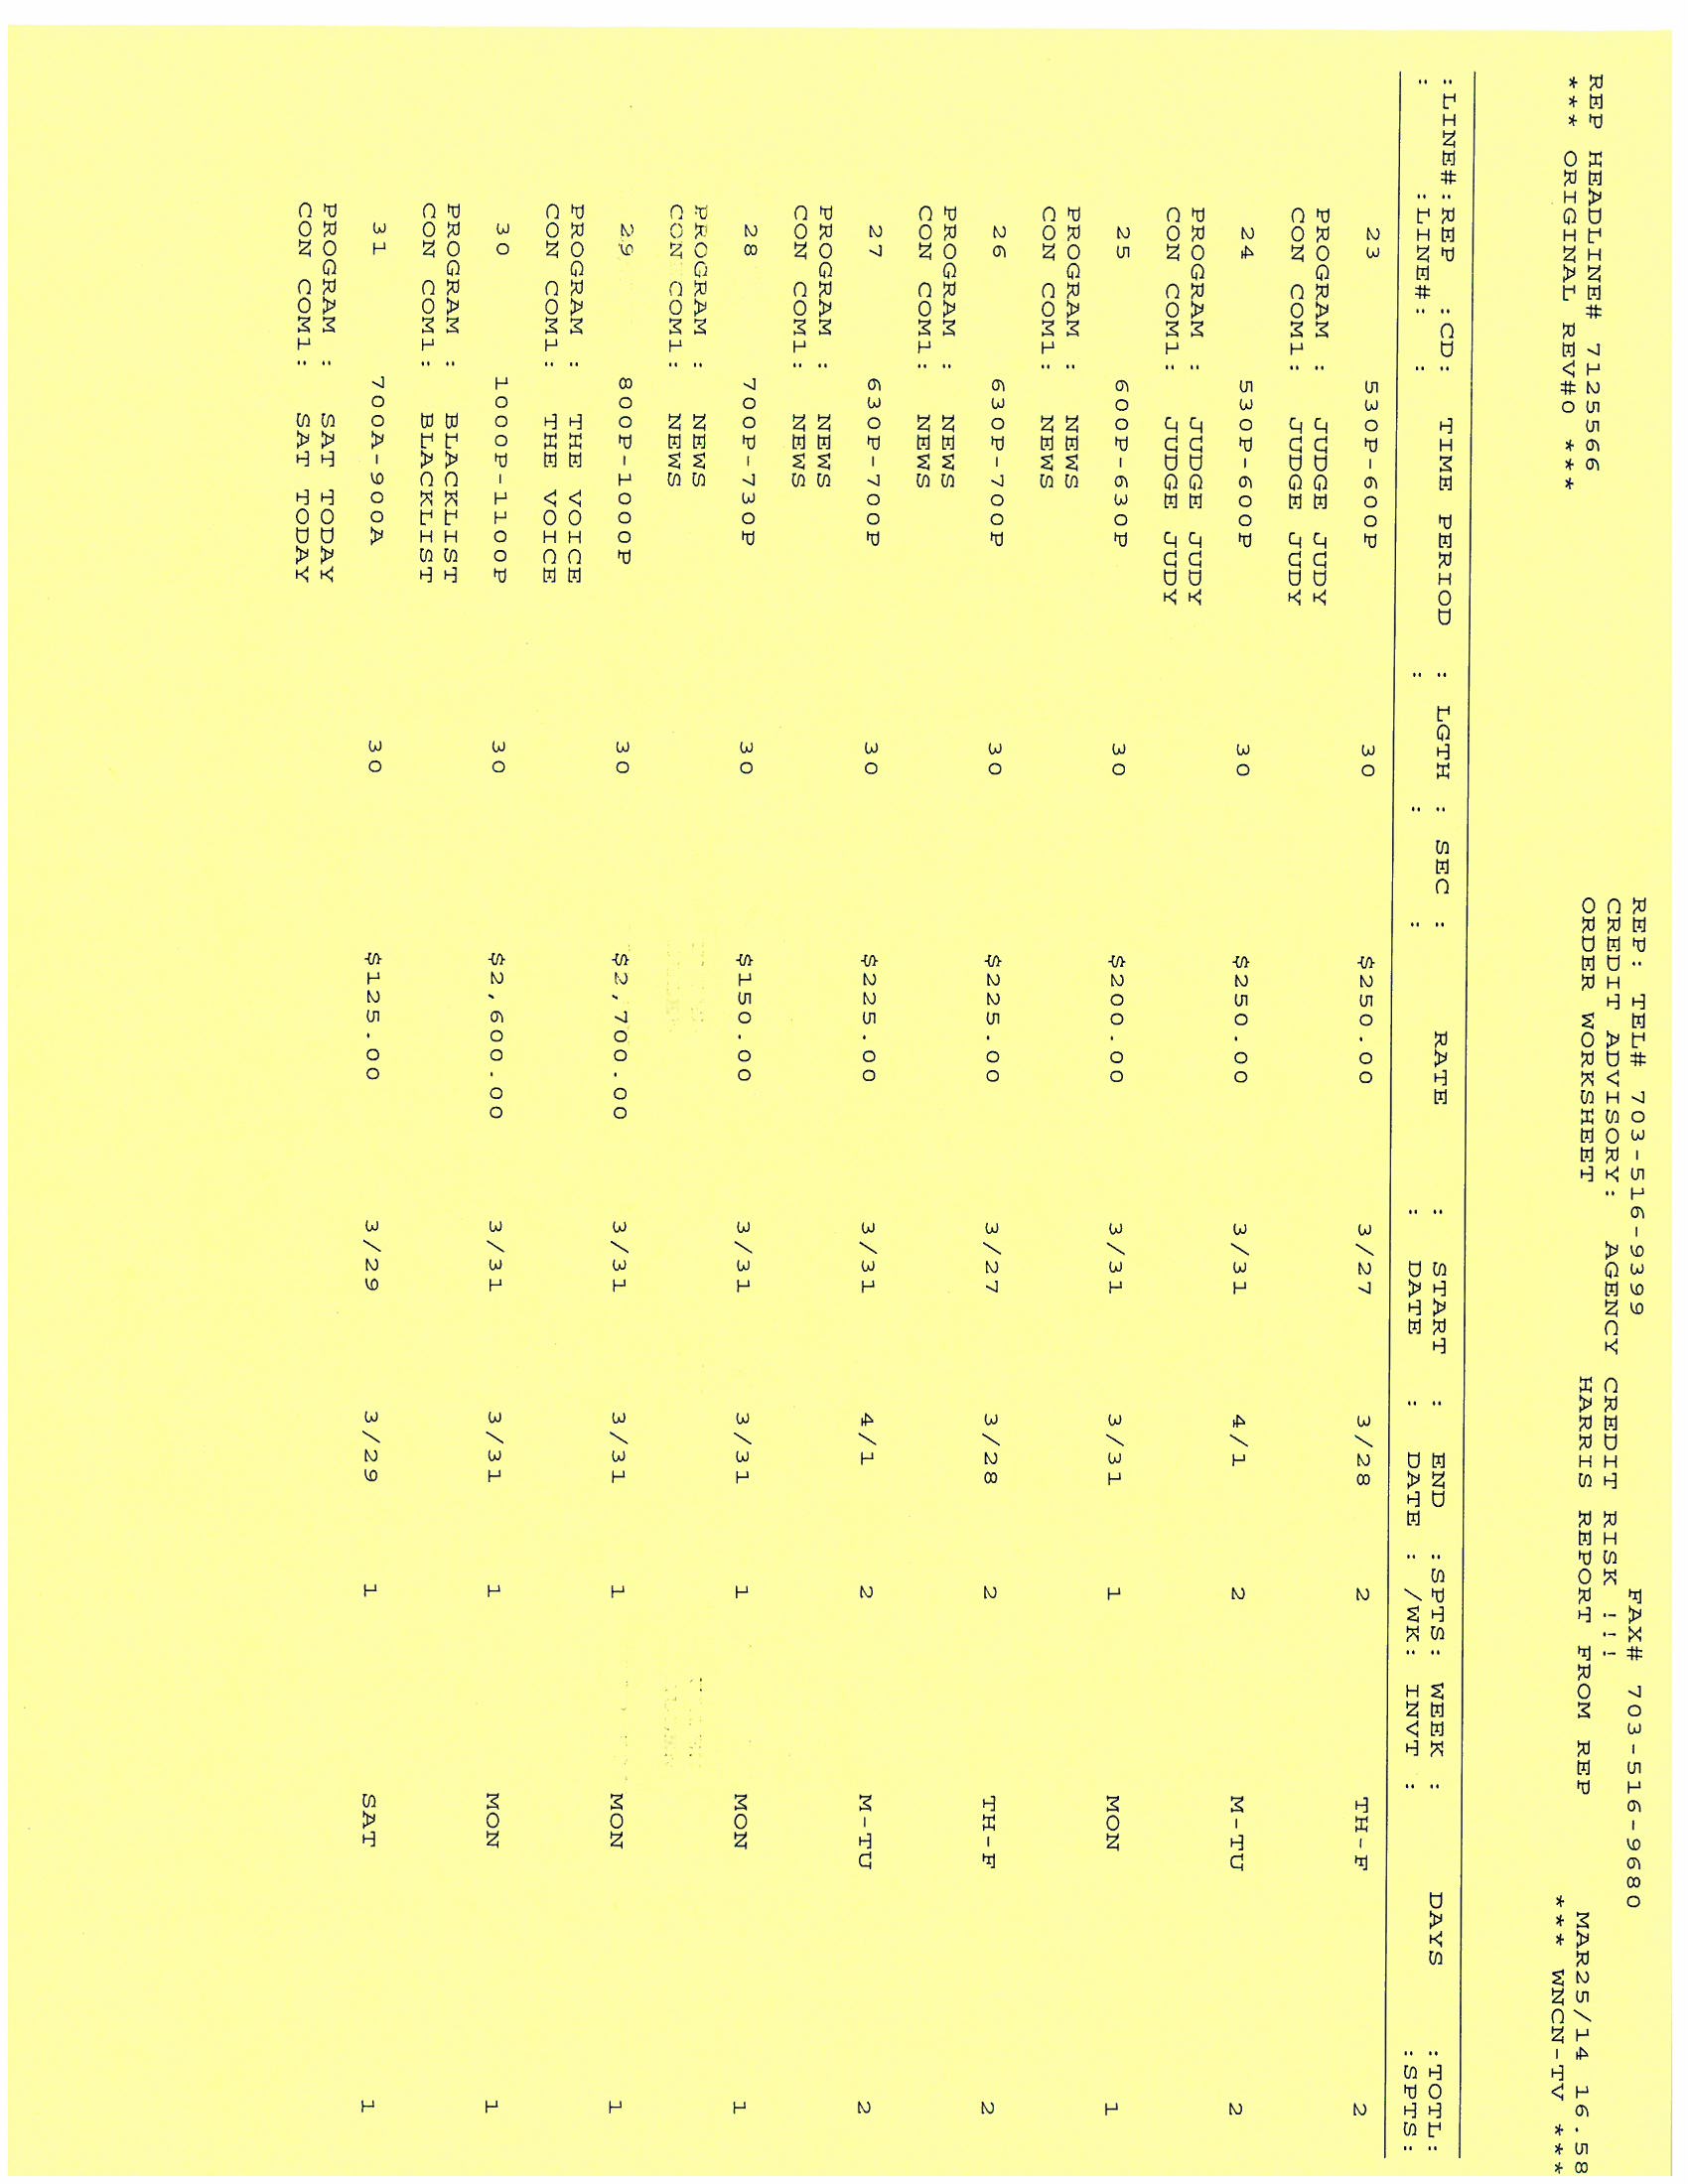 REP: TEL# 703-516-9399 FAX# 703-516-9680
CREDIT ADVISORY: AGENCY CREDIT RISK !!!
REP HEADLINE# 7125566 ORDER WORKSHEET HARRIS REPORT FROM REP MAR25/14 16.58
*** ORIGINAL REV#0 *** *** WNCN-TV ***
:LINE#:REP :CD: TIME PERIOD : LGTH : SEC : RATE : START : END :SPTS: WEEK : DAYS :TOTL:
: :LINE#: : : : : : DATE : DATE : /WK: INVT : :SPTS:
23 530P-600P 30 $250.00 3/27 3/28 2 TH-F 2
PROGRAM : JUDGE JUDY
CON COM1: JUDGE JUDY
24 530P-600P 30 $250.00 3/31 4/1 2 M-TU 2
PROGRAM : JUDGE JUDY
CON COM1: JUDGE JUDY
25 600P-630P 30 $200.00 3/31 3/31 1 MON 1
PROGRAM : NEWS
CON COM1: NEWS
26 630P-700P 30 $225.00 3/27 3/28 2 TH-F 2
PROGRAM : NEWS
CON COM1: NEWS
27 630P-700P 30 $225.00 3/31 4/1 2 M-TU 2
PROGRAM : NEWS
CON COM1: NEWS
28 700P-730P 30 $150.00 3/31 3/31 1 MON 1
PROGRAM : NEWS
CON COM1: NEWS
29 800P-1000P 30 $2,700.00 3/31 3/31 1 MON 1
PROGRAM : THE VOICE
CON COM1: THE VOICE
30 1000P-1100P 30 $2,600.00 3/31 3/31 1 MON 1
PROGRAM : BLACKLIST
CON COM1: BLACKLIST
31 700A-900A 30 $125.00 3/29 3/29 1 SAT 1
PROGRAM : SAT TODAY
CON COM1: SAT TODAY